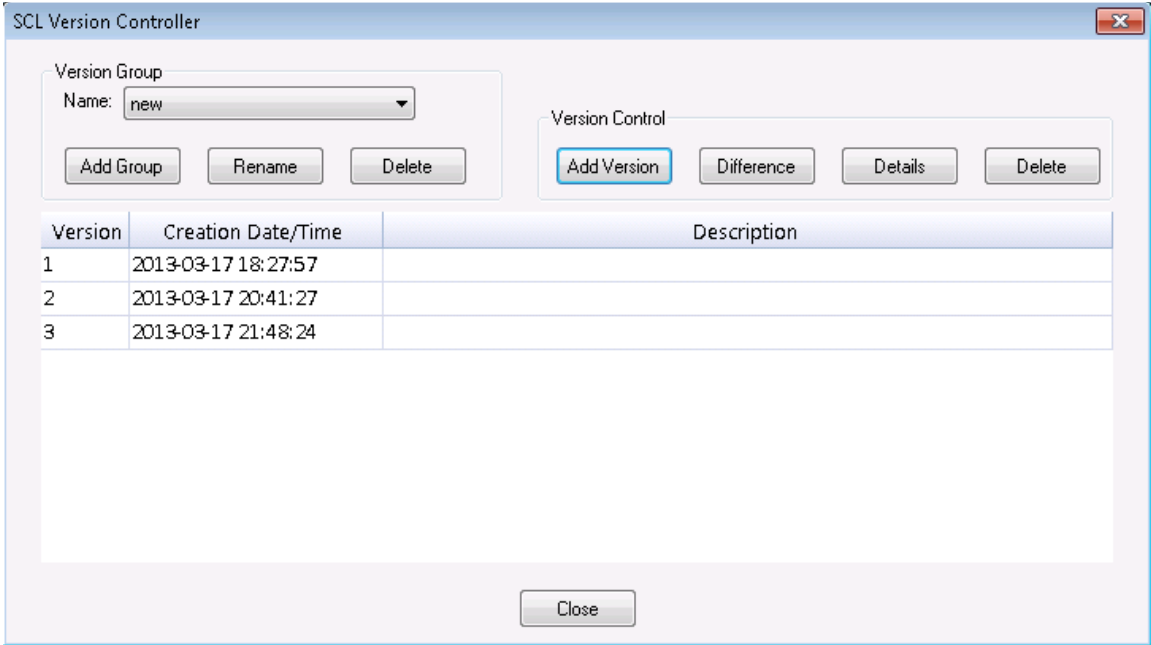 SCL Version Controller
Version Group
Name: new
Add Group Rename Delete
Version Control
Add Version Difference Details Delete
Version Creation Date/Time Description
1 2013-03-17 18:27:57
2 2013-03-17 20:41:27
3 2013-03-17 21:48:24
Close